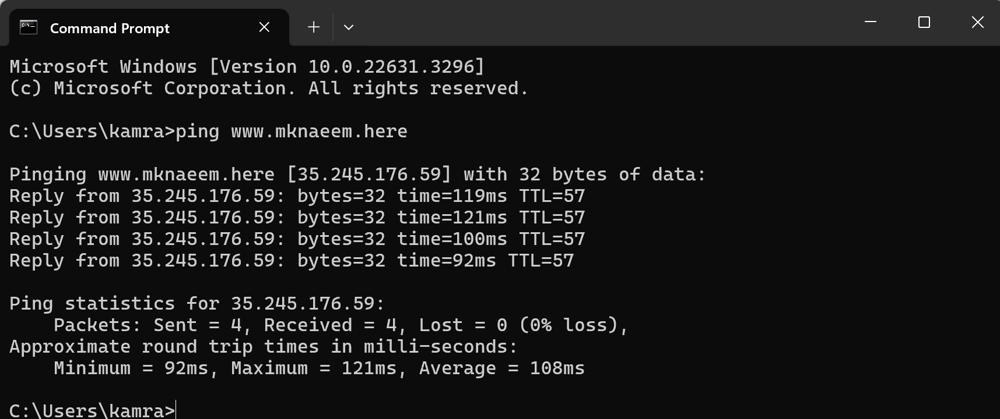 Command Prompt
Microsoft Windows [Version 10.0.22631.3296]
(c) Microsoft Corporation. All rights reserved.
C:\Users\kamra>ping www.mknaeem.here
Pinging www.mknaeem.here [35.245.176.59] with 32 bytes of data:
Reply from 35.245.176.59: bytes=32 time=119ms TTL=57
Reply from 35.245.176.59: bytes=32 time=121ms TTL=57
Reply from 35.245.176.59: bytes=32 time=100ms TTL=57
Reply from 35.245.176.59: bytes=32 time=92ms TTL=57
Ping statistics for 35.245.176.59:
    Packets: Sent = 4, Received = 4, Lost = 0 (0% loss),
Approximate round trip times in milli-seconds:
    Minimum = 92ms, Maximum = 121ms, Average = 108ms
C:\Users\kamra>